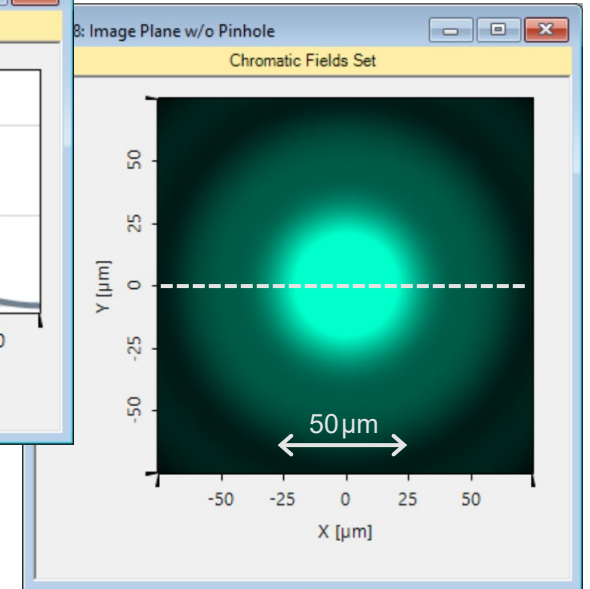 8: Image Plane w/o Pinhole
Chromatic Fields Set
50
25
0
-25
-50
Y [µm]
50µm
-50 -25 0 25 50
X [µm]